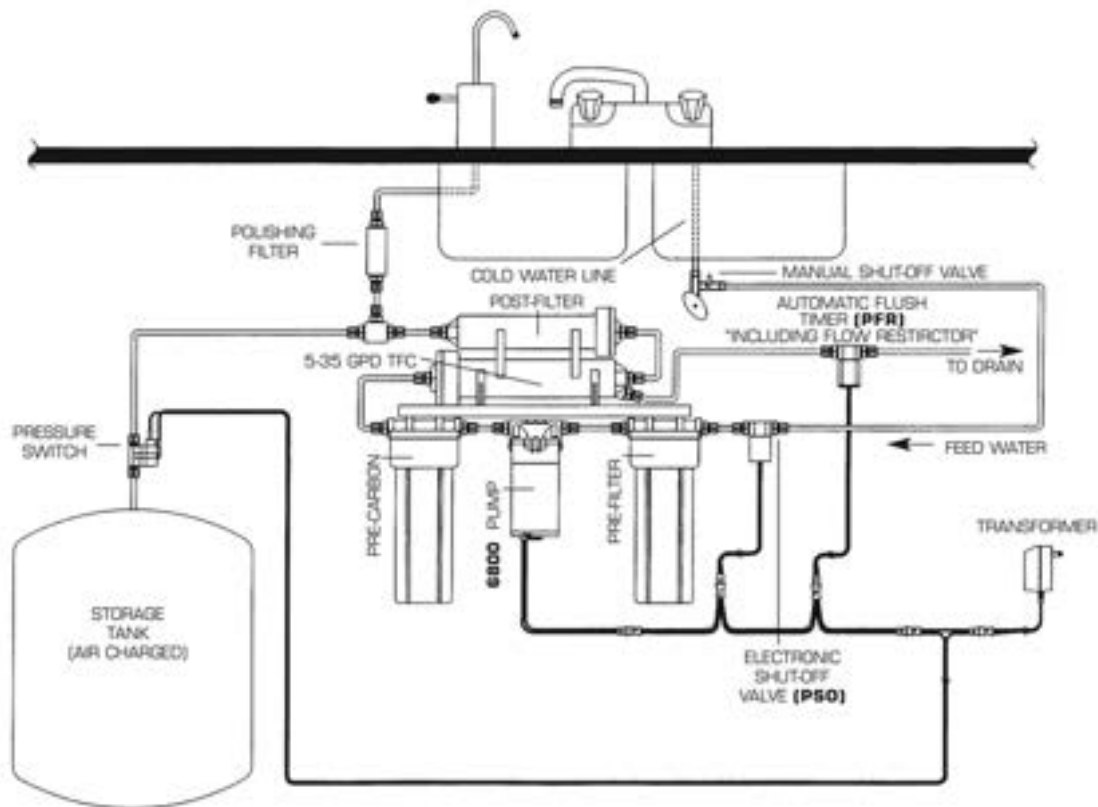 POLISHING
FILTER
COLD WATER LINE
MANUAL SHUT-OFF VALVE
POST-FILTER
AUTOMATIC FLUSH
TIMER (PFR)
"INCLUDING FLOW RESTIRCTOR"
5-35 GPD TFC
TO DRAIN
PRESSURE
SWITCH
FEED WATER
PRE-CARBON
6800 PUMP
PRE-FILTER
TRANSFORMER
STORAGE
TANK
(AIR CHARGED)
ELECTRONIC
SHUT-OFF
VALVE (PSO)